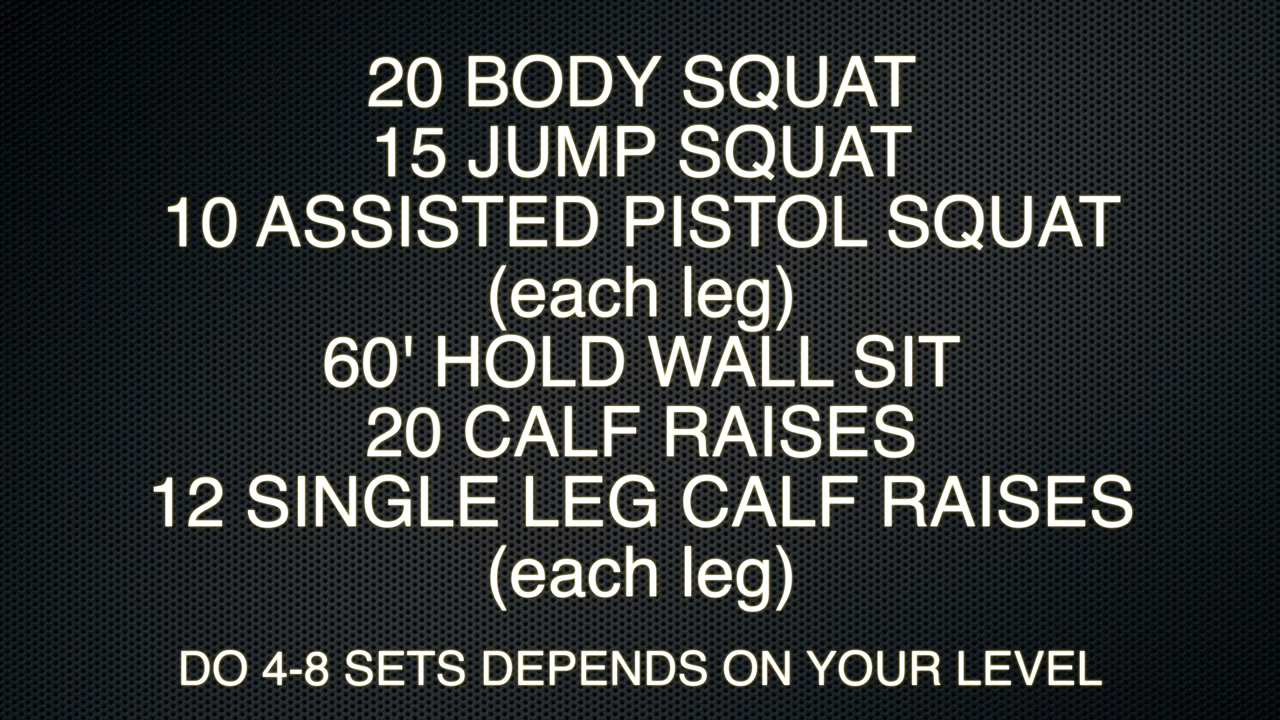 20 BODY SQUAT
15 JUMP SQUAT
10 ASSISTED PISTOL SQUAT
(each leg)
60' HOLD WALL SIT
20 CALF RAISES
12 SINGLE LEG CALF RAISES
(each leg)
DO 4-8 SETS DEPENDS ON YOUR LEVEL